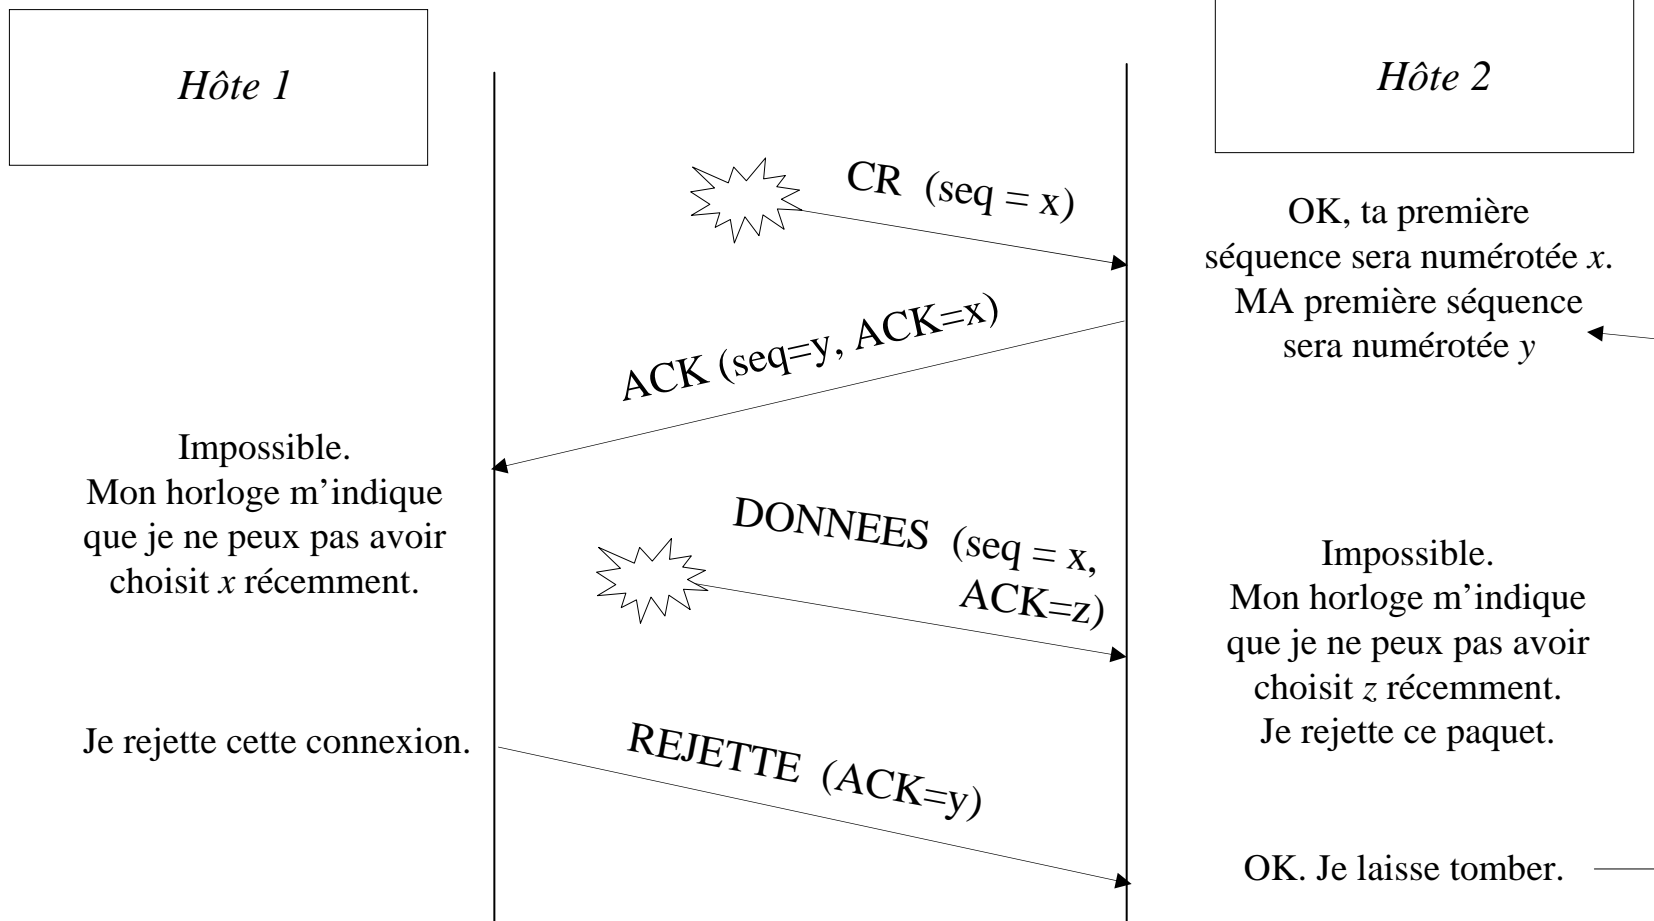 Hôte 1
Hôte 2
CR (seq = x)
OK, ta première
séquence sera numérotée x.
MA première séquence
sera numérotée y
ACK (seq=y, ACK=x)
Impossible.
Mon horloge m’indique
que je ne peux pas avoir
choisit x récemment.
DONNEES (seq = x,
ACK=z)
Impossible.
Mon horloge m’indique
que je ne peux pas avoir
choisit z récemment.
Je rejette ce paquet.
Je rejette cette connexion.
REJETTE (ACK=y)
OK. Je laisse tomber.